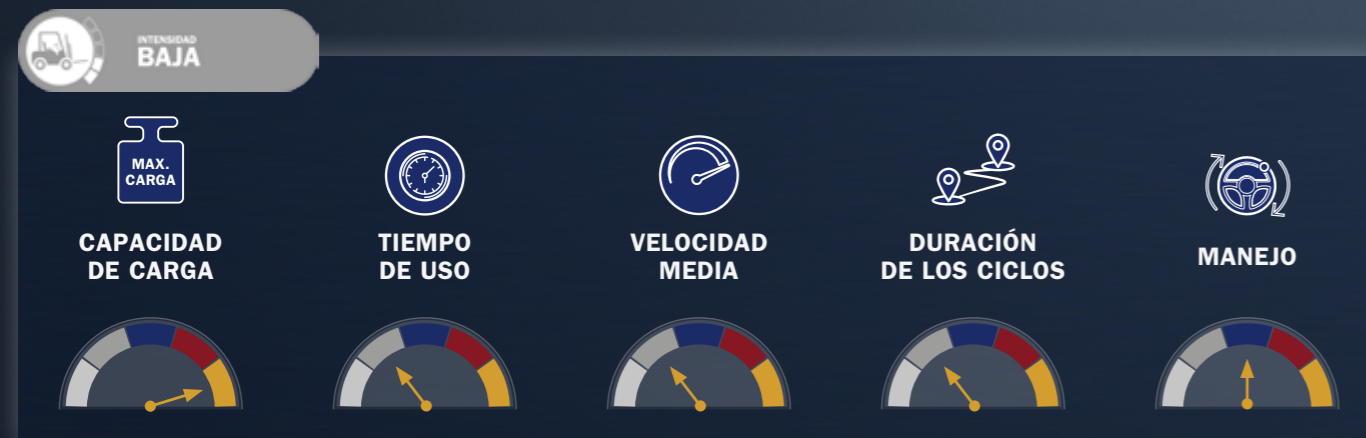 INTENSIDAD
BAJA
MAX.
CARGA
CAPACIDAD
DE CARGA
TIEMPO
DE USO
VELOCIDAD
MEDIA
DURACIÓN
DE LOS CICLOS
MANEJO